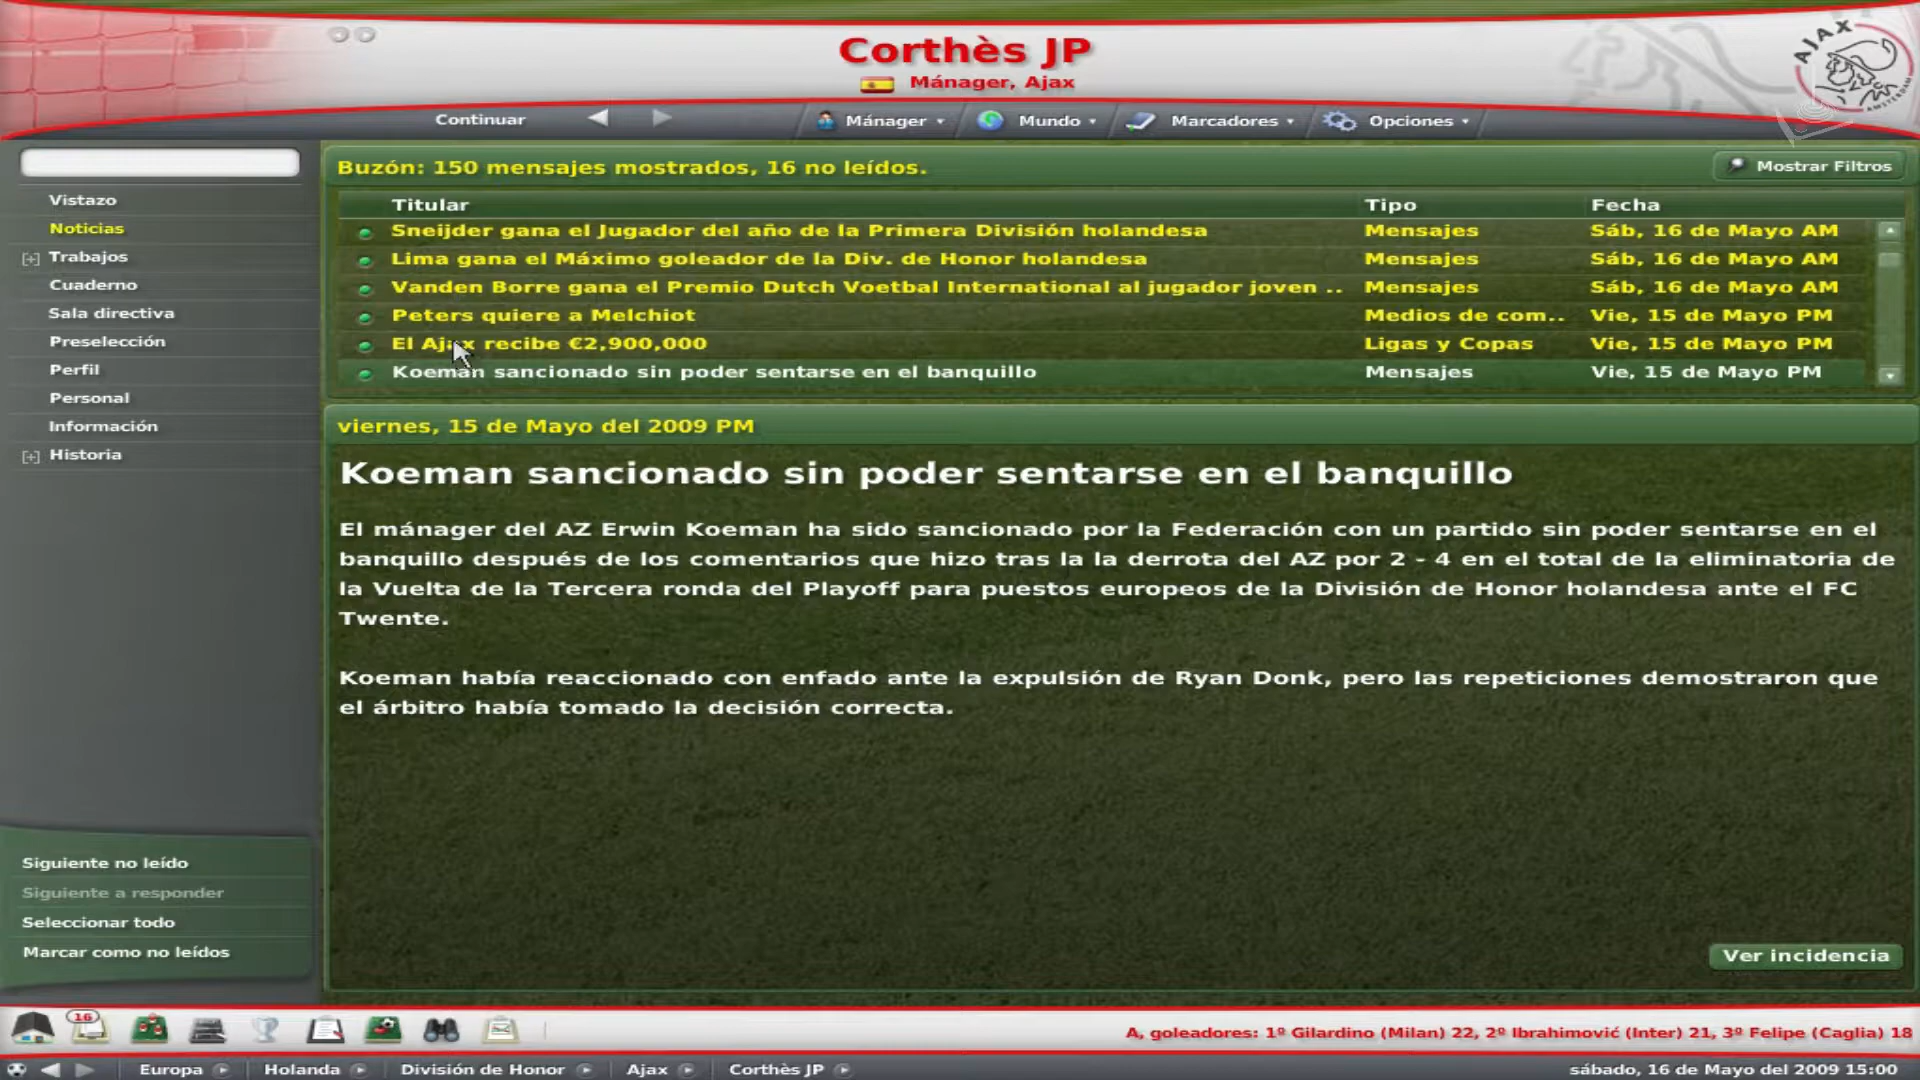 Corthès JP
Mánager, Ajax
AJAX
AMSTERDAM
Continuar
Mánager
Mundo
Marcadores
Opciones
Vistazo
Noticias
[+] Trabajos
Cuaderno
Sala directiva
Preselección
Perfil
Personal
Información
[+] Historia
Buzón: 150 mensajes mostrados, 16 no leídos.
Mostrar Filtros
Titular Tipo Fecha
Sneijder gana el Jugador del año de la Primera División holandesa Mensajes Sáb, 16 de Mayo AM
Lima gana el Máximo goleador de la Div. de Honor holandesa Mensajes Sáb, 16 de Mayo AM
Vanden Borre gana el Premio Dutch Voetbal International al jugador joven .. Mensajes Sáb, 16 de Mayo AM
Peters quiere a Melchiot Medios de com.. Vie, 15 de Mayo PM
El Ajax recibe €2,900,000 Ligas y Copas Vie, 15 de Mayo PM
Koeman sancionado sin poder sentarse en el banquillo Mensajes Vie, 15 de Mayo PM
viernes, 15 de Mayo del 2009 PM
Koeman sancionado sin poder sentarse en el banquillo
El mánager del AZ Erwin Koeman ha sido sancionado por la Federación con un partido sin poder sentarse en el
banquillo después de los comentarios que hizo tras la la derrota del AZ por 2 - 4 en el total de la eliminatoria de
la Vuelta de la Tercera ronda del Playoff para puestos europeos de la División de Honor holandesa ante el FC
Twente.
Koeman había reaccionado con enfado ante la expulsión de Ryan Donk, pero las repeticiones demostraron que
el árbitro había tomado la decisión correcta.
Ver incidencia
Siguiente no leído
Siguiente a responder
Seleccionar todo
Marcar como no leídos
16
A, goleadores: 1º Gilardino (Milan) 22, 2º Ibrahimović (Inter) 21, 3º Felipe (Caglia) 18
Europa
Holanda
División de Honor
Ajax
Corthès JP
sábado, 16 de Mayo del 2009 15:00